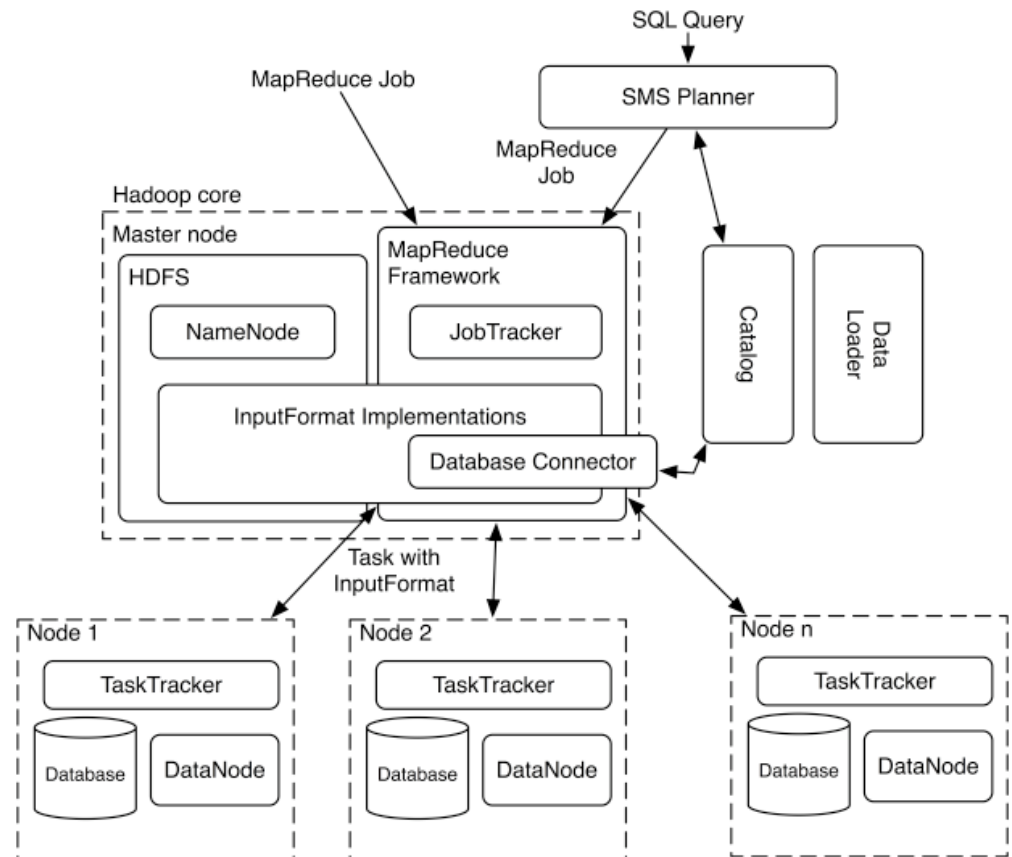 SQL Query
SMS Planner
MapReduce Job
MapReduce
Job
Hadoop core
Master node
HDFS
NameNode
MapReduce
Framework
JobTracker
InputFormat Implementations
Database Connector
Catalog
Data
Loader
Task with
InputFormat
Node 1
TaskTracker
Database
DataNode
Node 2
TaskTracker
Database
DataNode
Node n
TaskTracker
Database
DataNode